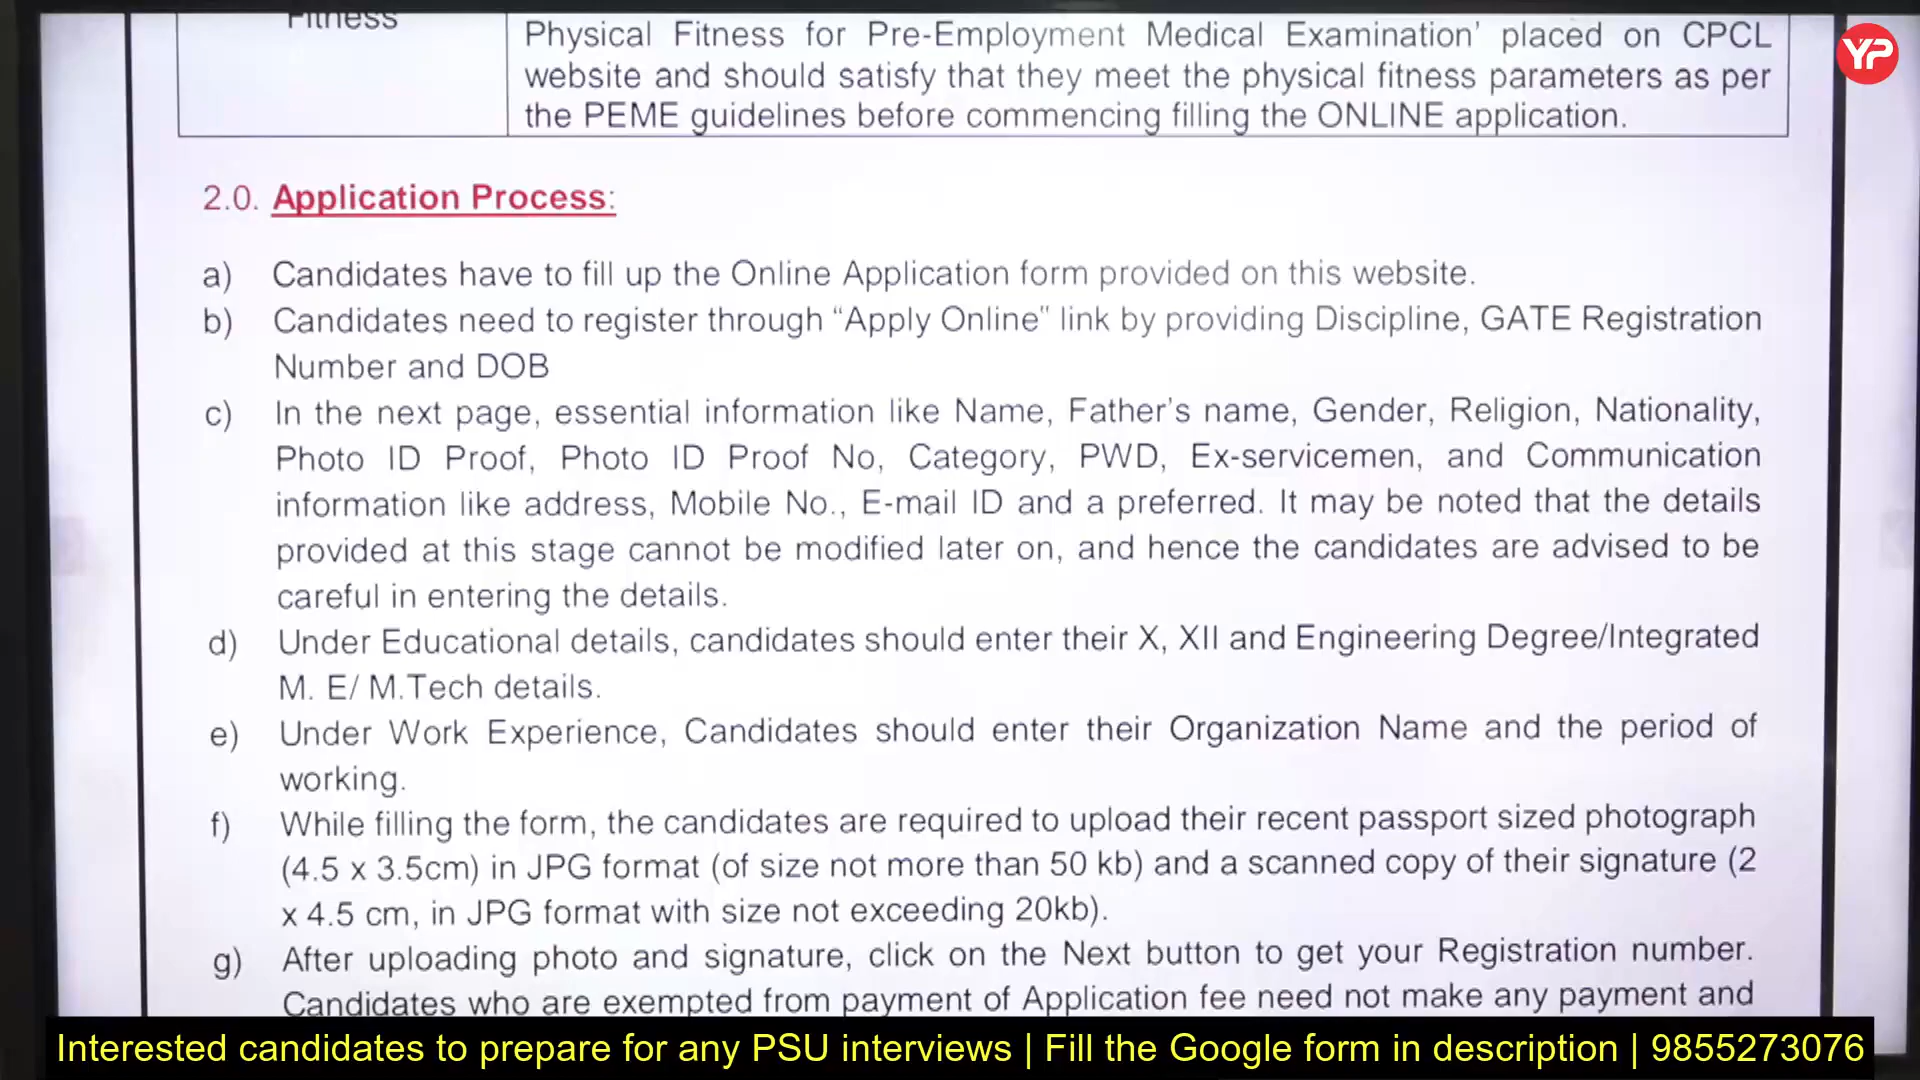 Fitness
Physical Fitness for Pre-Employment Medical Examination' placed on CPCL
website and should satisfy that they meet the physical fitness parameters as per
the PEME guidelines before commencing filling the ONLINE application.
YP
2.0. Application Process:
a) Candidates have to fill up the Online Application form provided on this website.
b) Candidates need to register through “Apply Online” link by providing Discipline, GATE Registration
Number and DOB
c) In the next page, essential information like Name, Father's name, Gender, Religion, Nationality,
Photo ID Proof, Photo ID Proof No, Category, PWD, Ex-servicemen, and Communication
information like address, Mobile No., E-mail ID and a preferred. It may be noted that the details
provided at this stage cannot be modified later on, and hence the candidates are advised to be
careful in entering the details.
d) Under Educational details, candidates should enter their X, XII and Engineering Degree/Integrated
M. E/ M.Tech details.
e) Under Work Experience, Candidates should enter their Organization Name and the period of
working.
f) While filling the form, the candidates are required to upload their recent passport sized photograph
(4.5 x 3.5cm) in JPG format (of size not more than 50 kb) and a scanned copy of their signature (2
x 4.5 cm, in JPG format with size not exceeding 20kb).
g) After uploading photo and signature, click on the Next button to get your Registration number.
Candidates who are exempted from payment of Application fee need not make any payment and
Interested candidates to prepare for any PSU interviews | Fill the Google form in description | 9855273076